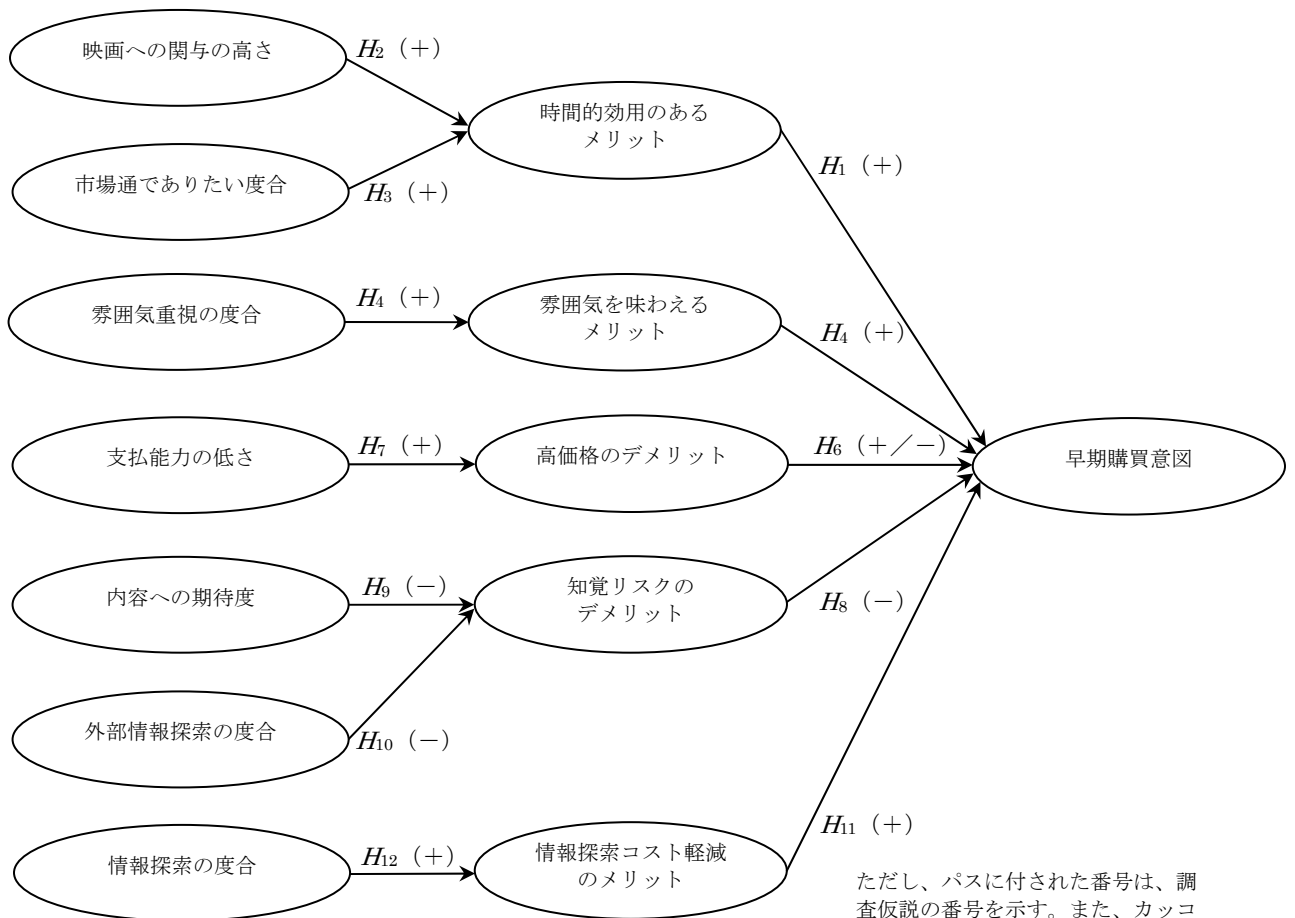 映画への関与の高さ
H2（＋）
時間的効用のある
メリット
市場通でありたい度合
H3（＋）
H1（＋）
雰囲気重視の度合
H4（＋）
雰囲気を味わえる
メリット
H4（＋）
支払能力の低さ
H7（＋）
高価格のデメリット
H6（＋／－）
早期購買意図
内容への期待度
H9（－）
知覚リスクの
デメリット
H8（－）
外部情報探索の度合
H10（－）
H11（＋）
情報探索の度合
H12（＋）
情報探索コスト軽減
のメリット
ただし、パスに付された番号は、調
査仮説の番号を示す。また、カッコ